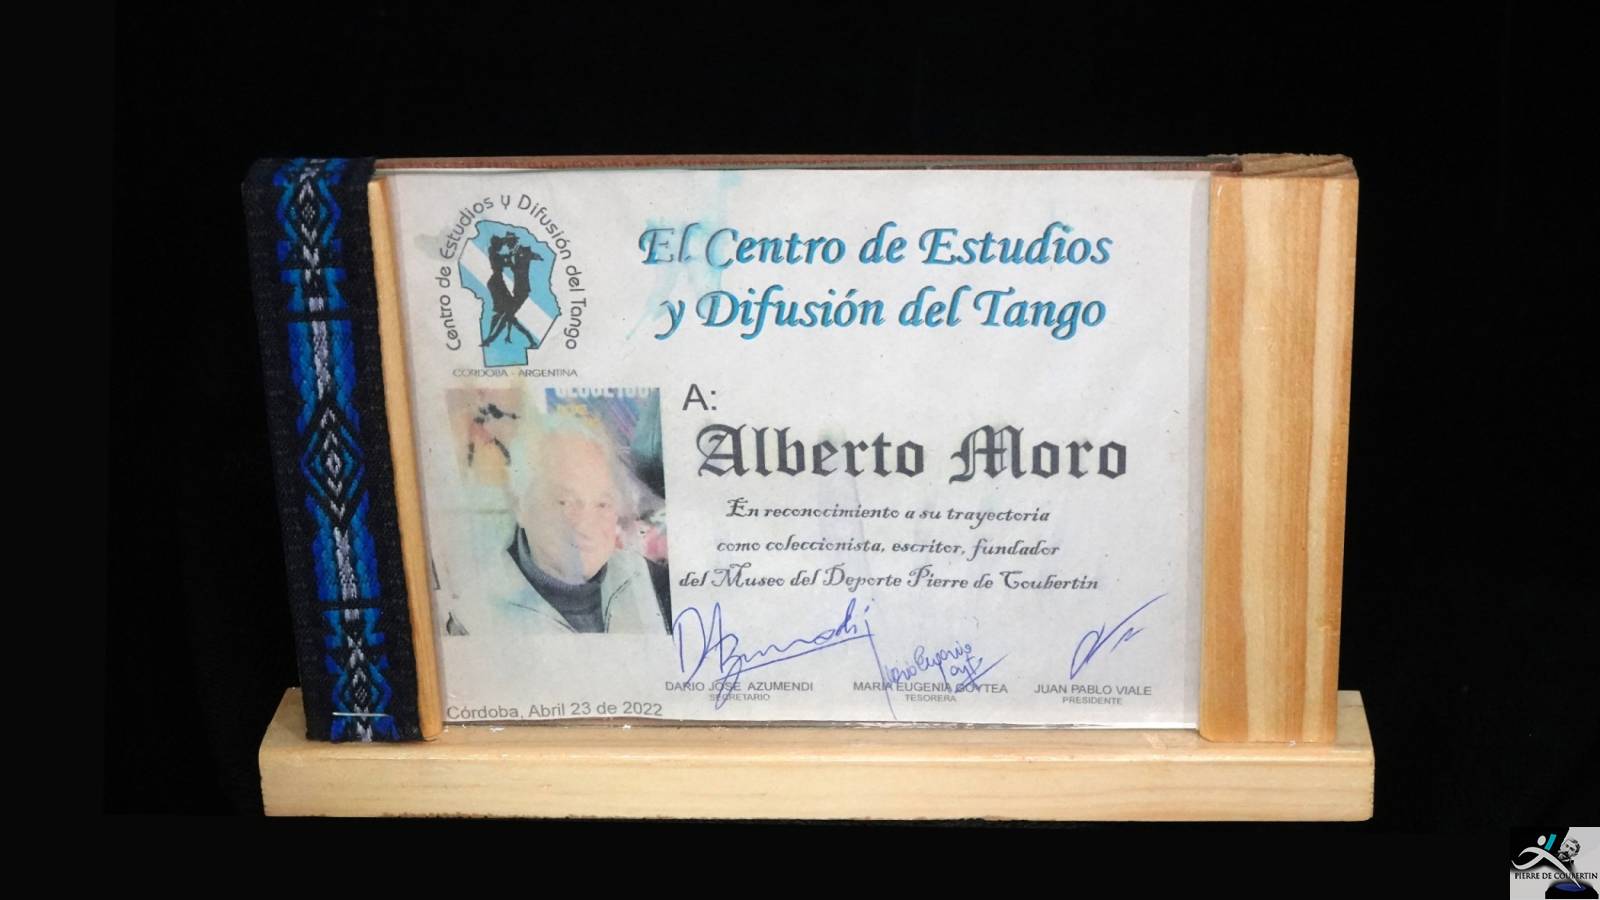 Centro de Estudios y Difusión del Tango
CORDOBA - ARGENTINA
El Centro de Estudios
y Difusión del Tango
A:
Alberto Moro
En reconocimiento a su trayectoria
como coleccionista, escritor, fundador
del Museo del Deporte Pierre de Coubertin
DARIO JOSE AZUMENDI
SECRETARIO
MARIA EUGENIA GOYTEA
TESORERA
JUAN PABLO VIALE
PRESIDENTE
Córdoba, Abril 23 de 2022
PIERRE DE COUBERTIN